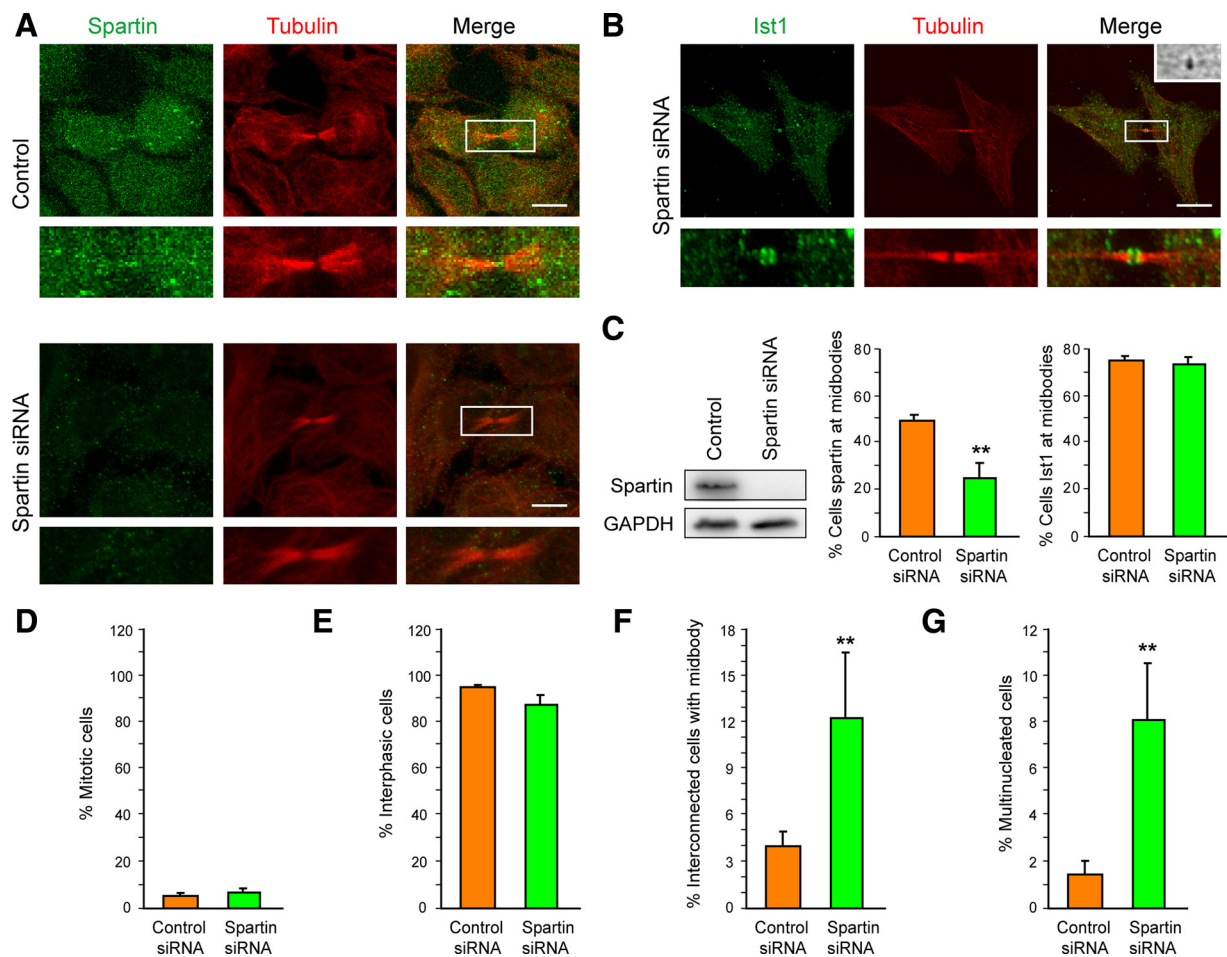 A
Spartin
Tubulin
Merge
Control
Spartin siRNA
B
Ist1
Tubulin
Merge
Spartin siRNA
C
Control
Spartin siRNA
Spartin
GAPDH
% Cells spartin at midbodies
80
60
40
20
0
**
Control
siRNA
Spartin
siRNA
% Cells Ist1 at midbodies
80
60
40
20
0
Control
siRNA
Spartin
siRNA
D
% Mitotic cells
120
100
80
60
40
20
0
Control
siRNA
Spartin
siRNA
E
% Interphasic cells
120
100
80
60
40
20
0
Control
siRNA
Spartin
siRNA
F
% Interconnected cells with midbody
18
15
12
9
6
3
0
**
Control
siRNA
Spartin
siRNA
G
% Multinucleated cells
12
10
8
6
4
2
0
**
Control
siRNA
Spartin
siRNA